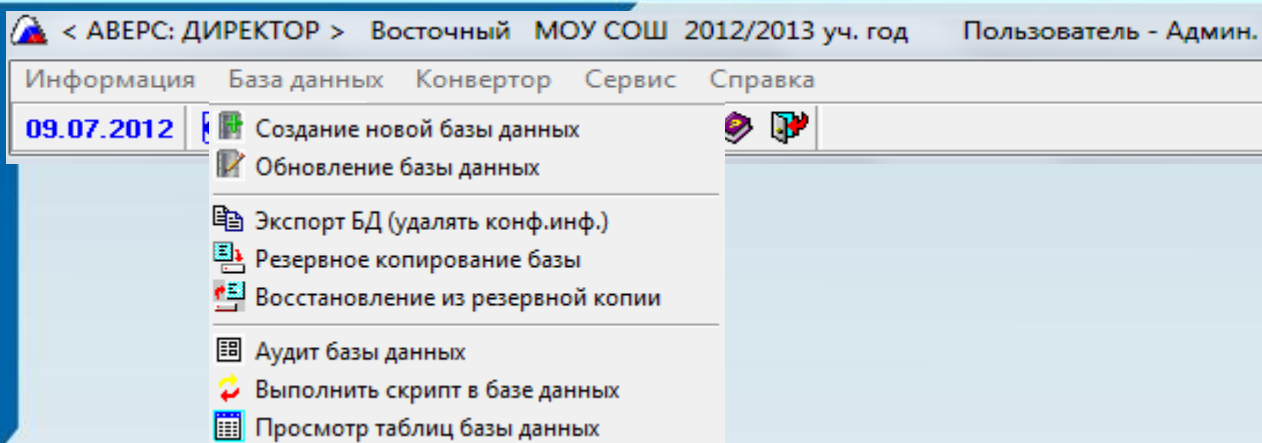 < АВЕРС: ДИРЕКТОР > Восточный МОУ СОШ 2012/2013 уч. год Пользователь - Админ.
Информация База данных Конвертор Сервис Справка
09.07.2012
Создание новой базы данных
Обновление базы данных
Экспорт БД (удалять конф.инф.)
Резервное копирование базы
Восстановление из резервной копии
Аудит базы данных
Выполнить скрипт в базе данных
Просмотр таблиц базы данных